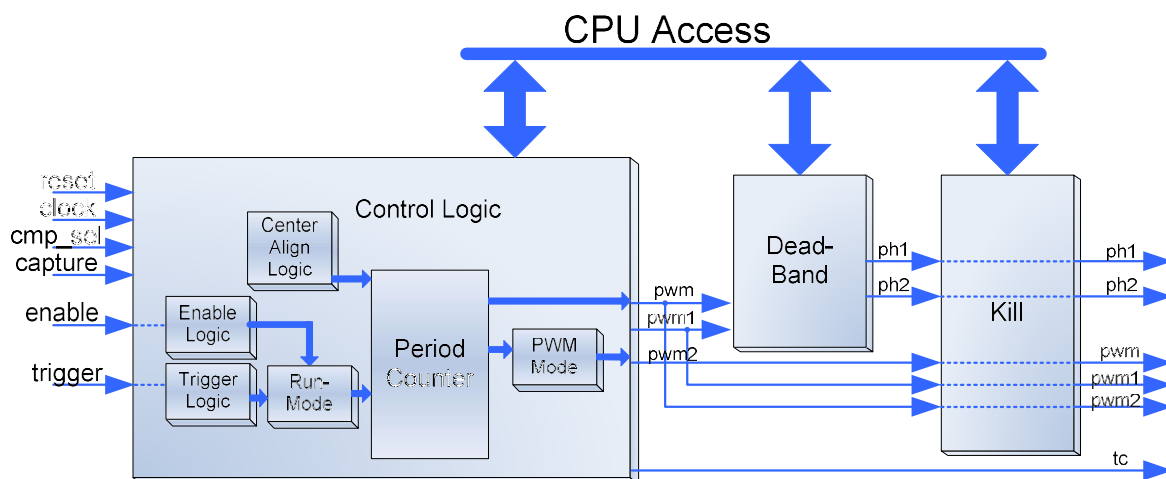 CPU Access
reset
clock
cmp_sel
capture
enable
trigger
Control Logic
Center
Align
Logic
Enable
Logic
Trigger
Logic
Run-
Mode
Period
Counter
PWM
Mode
pwm
pwm1
pwm2
Dead-
Band
ph1
ph2
Kill
ph1
ph2
pwm
pwm1
pwm2
tc